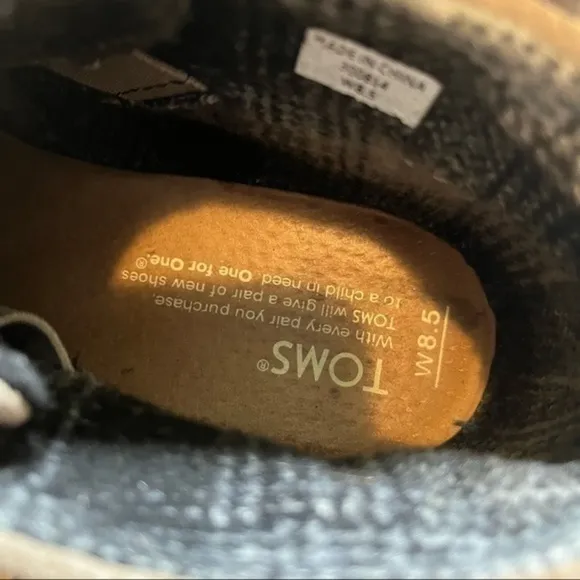 MADE IN CHINA
W8.5
TOMS®
With every pair you purchase,
TOMS will give a pair of new shoes
to a child in need. One for One.®
W8.5